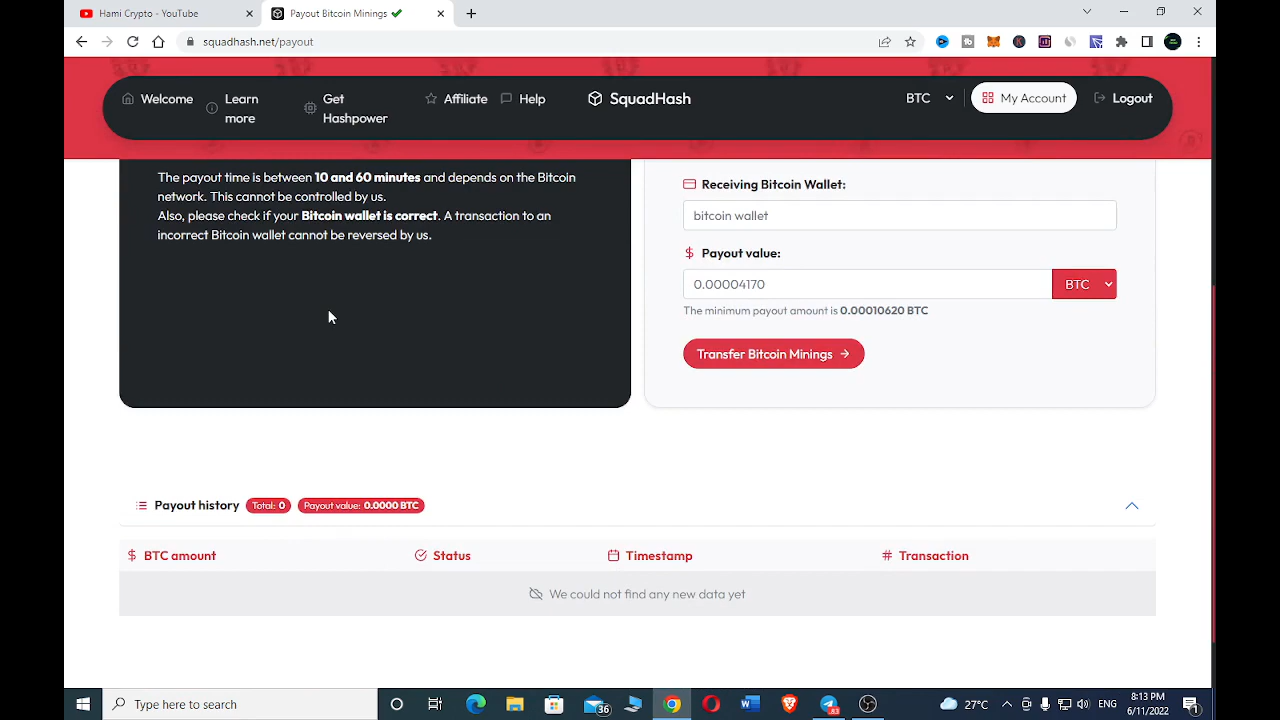 Hami Crypto - YouTube
Payout Bitcoin Minings
squadhash.net/payout
Welcome
Learn more
Get Hashpower
Affiliate
Help
SquadHash
BTC
My Account
Logout
The payout time is between 10 and 60 minutes and depends on the Bitcoin
network. This cannot be controlled by us.
Also, please check if your Bitcoin wallet is correct. A transaction to an
incorrect Bitcoin wallet cannot be reversed by us.
Receiving Bitcoin Wallet:
bitcoin wallet
Payout value:
0.00004170
BTC
The minimum payout amount is 0.00010620 BTC
Transfer Bitcoin Minings
Payout history
Total: 0
Payout value: 0.0000 BTC
BTC amount
Status
Timestamp
Transaction
We could not find any new data yet
Type here to search
36
53
27°C
ENG
8:13 PM
6/11/2022